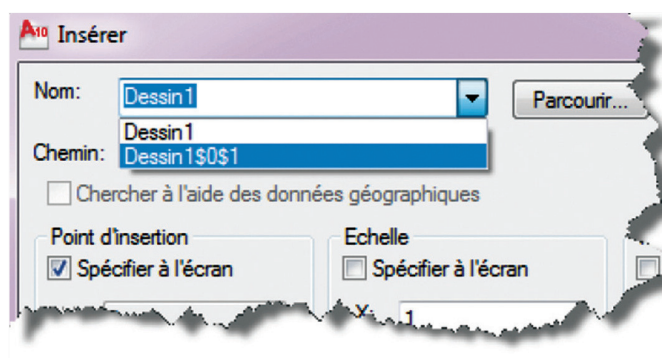 A10 Insérer
Nom: Dessin1 Parcourir...
Dessin1
Chemin: Dessin1$0$1
Chercher à l'aide des données géographiques
Point d'insertion Echelle
Spécifier à l'écran Spécifier à l'écran
X: 1